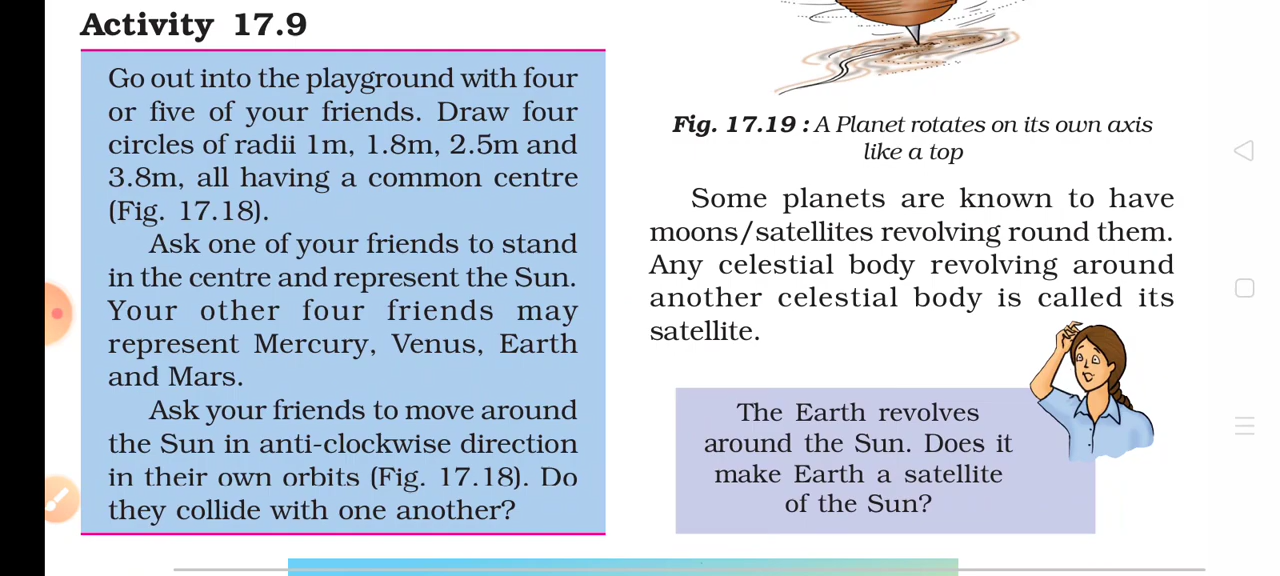 Activity 17.9
Go out into the playground with four
or five of your friends. Draw four
circles of radii 1m, 1.8m, 2.5m and
3.8m, all having a common centre
(Fig. 17.18).
Ask one of your friends to stand
in the centre and represent the Sun.
Your other four friends may
represent Mercury, Venus, Earth
and Mars.
Ask your friends to move around
the Sun in anti-clockwise direction
in their own orbits (Fig. 17.18). Do
they collide with one another?
Fig. 17.19 : A Planet rotates on its own axis
like a top
Some planets are known to have
moons/satellites revolving round them.
Any celestial body revolving around
another celestial body is called its
satellite.
The Earth revolves
around the Sun. Does it
make Earth a satellite
of the Sun?